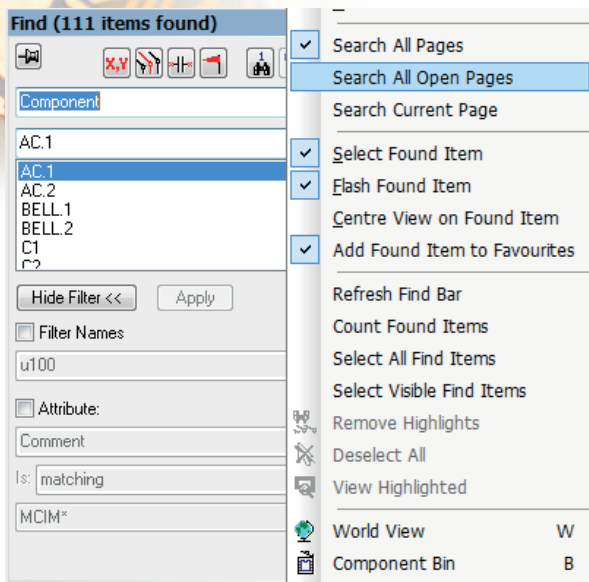 Find (111 items found)
X,Y
1
Component
AC.1
AC.1
AC.2
BELL.1
BELL.2
C1
C2
Hide Filter <<
Apply
Filter Names
u100
Attribute:
Comment
Is: matching
MCIM*
Search All Pages
Search All Open Pages
Search Current Page
Select Found Item
Flash Found Item
Centre View on Found Item
Add Found Item to Favourites
Refresh Find Bar
Count Found Items
Select All Find Items
Select Visible Find Items
Remove Highlights
Deselect All
View Highlighted
World View W
Component Bin B